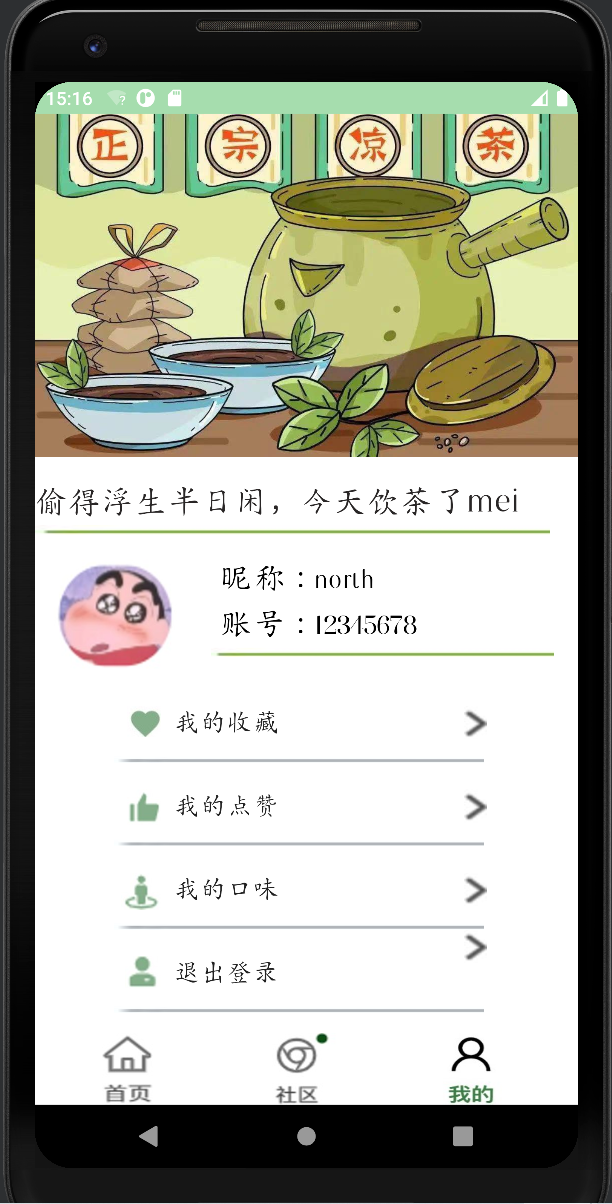 15:16
正宗凉茶
偷得浮生半日闲，今天饮茶了mei
昵称：north
账号：12345678
我的收藏
我的点赞
我的口味
退出登录
首页 社区 我的